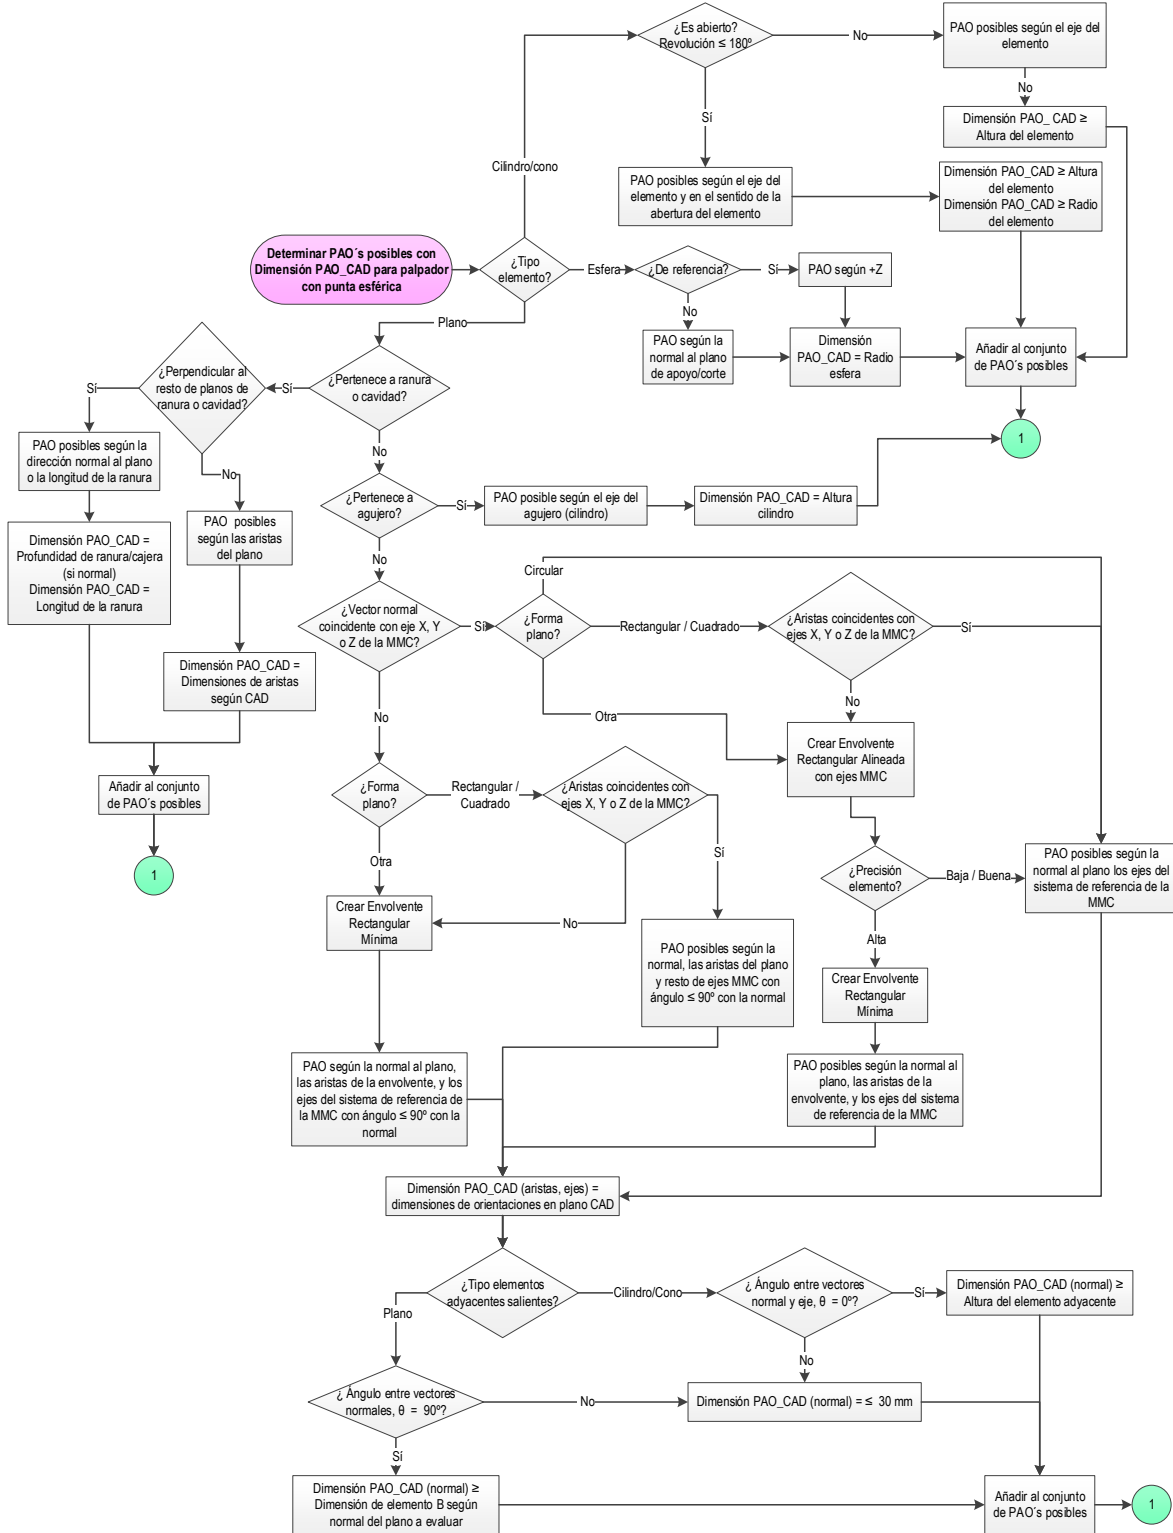 ¿Es abierto?
Revolución ≤ 180º
No
PAO posibles según el eje del
elemento
No
Sí
Dimensión PAO_ CAD ≥
Altura del elemento
Cilindro/cono
PAO posibles según el eje del
elemento y en el sentido de la
abertura del elemento
Dimensión PAO_CAD ≥ Altura
del elemento
Dimensión PAO_CAD ≥ Radio
del elemento
Determinar PAO´s posibles con
Dimensión PAO_CAD para palpador
con punta esférica
¿Tipo
elemento?
Esfera
¿De referencia?
Sí
PAO según +Z
No
Plano
PAO según la
normal al plano
de apoyo/corte
Dimensión
PAO_CAD = Radio
esfera
Añadir al conjunto
de PAO´s posibles
1
¿Perpendicular al
resto de planos de
ranura o cavidad?
Sí
Sí
¿Pertenece a ranura
o cavidad?
No
PAO posibles según la
dirección normal al plano
o la longitud de la ranura
No
¿Pertenece a
agujero?
Sí
PAO posible según el eje del
agujero (cilindro)
Dimensión PAO_CAD = Altura
cilindro
Dimensión PAO_CAD =
Profundidad de ranura/cajera
(si normal)
Dimensión PAO_CAD =
Longitud de la ranura
PAO posibles
según las aristas
del plano
No
Circular
¿Vector normal
coincidente con eje X, Y
o Z de la MMC?
Sí
¿Forma
plano?
Rectangular / Cuadrado
¿Aristas coincidentes con
ejes X, Y o Z de la MMC?
Sí
Dimensión PAO_CAD =
Dimensiones de aristas
según CAD
No
Otra
No
Crear Envolvente
Rectangular Alineada
con ejes MMC
Añadir al conjunto
de PAO´s posibles
1
¿Forma
plano?
Rectangular /
Cuadrado
¿Aristas coincidentes con
ejes X, Y o Z de la MMC?
Sí
Otra
No
¿Precisión
elemento?
Baja / Buena
PAO posibles según la
normal al plano los ejes del
sistema de referencia de la
MMC
Crear Envolvente
Rectangular
Mínima
Alta
PAO posibles según la
normal, las aristas del plano
y resto de ejes MMC con
ángulo ≤ 90º con la normal
Crear Envolvente
Rectangular
Mínima
PAO según la normal al plano,
las aristas de la envolvente, y los
ejes del sistema de referencia de
la MMC con ángulo ≤ 90º con la
normal
PAO posibles según la normal al
plano, las aristas de la
envolvente, y los ejes del sistema
de referencia de la MMC
Dimensión PAO_CAD (aristas, ejes) =
dimensiones de orientaciones en plano CAD
¿Tipo elementos
adyacentes salientes?
Cilindro/Cono
¿ Ángulo entre vectores
normal y eje, θ = 0º?
Sí
Dimensión PAO_CAD (normal) ≥
Altura del elemento adyacente
Plano
No
¿ Ángulo entre vectores
normales, θ = 90º?
No
Dimensión PAO_CAD (normal) = ≤ 30 mm
Sí
Dimensión PAO_CAD (normal) ≥
Dimensión de elemento B según
normal del plano a evaluar
Añadir al conjunto
de PAO´s posibles
1